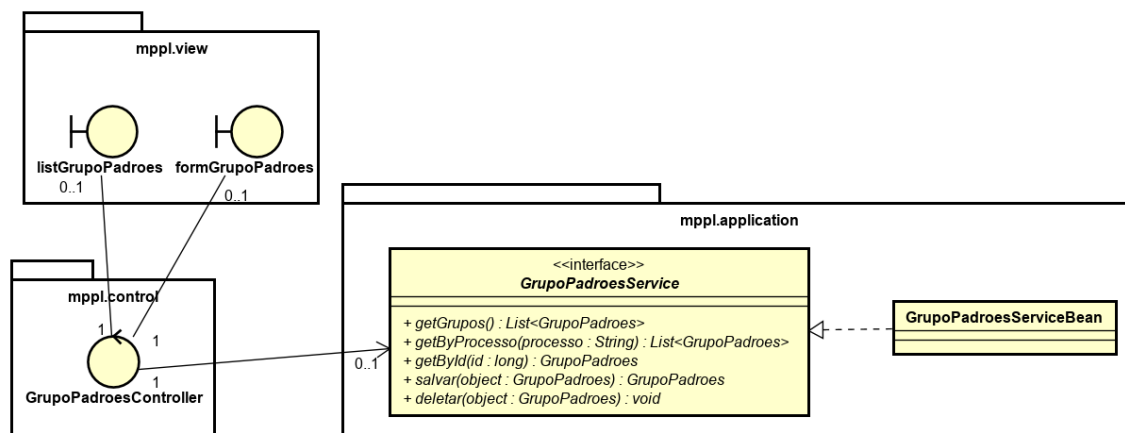 mppl.view
listGrupoPadroes
formGrupoPadroes
0..1
0..1
mppl.control
1
1
1
GrupoPadroesController
mppl.application
<<interface>>
GrupoPadroesService
+ getGrupos() : List<GrupoPadroes>
+ getByProcesso(processo : String) : List<GrupoPadroes>
+ getById(id : long) : GrupoPadroes
+ salvar(object : GrupoPadroes) : GrupoPadroes
+ deletar(object : GrupoPadroes) : void
0..1
GrupoPadroesServiceBean